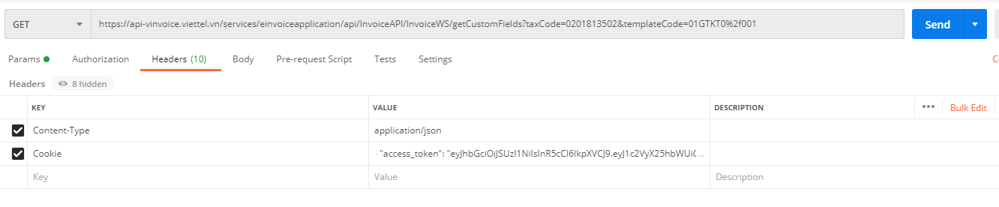 GET https://api-vinvoice.viettel.vn/services/einvoiceapplication/api/InvoiceAPI/InvoiceWS/getCustomFields?taxCode=0201813502&templateCode=01GTKT0%2f001 Send
Params Authorization Headers (10) Body Pre-request Script Tests Settings
Headers 8 hidden
KEY VALUE DESCRIPTION ••• Bulk Edit
Content-Type application/json
Cookie "access_token": "eyJhbGciOiJSUzI1NiIsInR5cCI6IkpXVCJ9.eyJ1c2VyX25hbWUiO...
Key Value Description